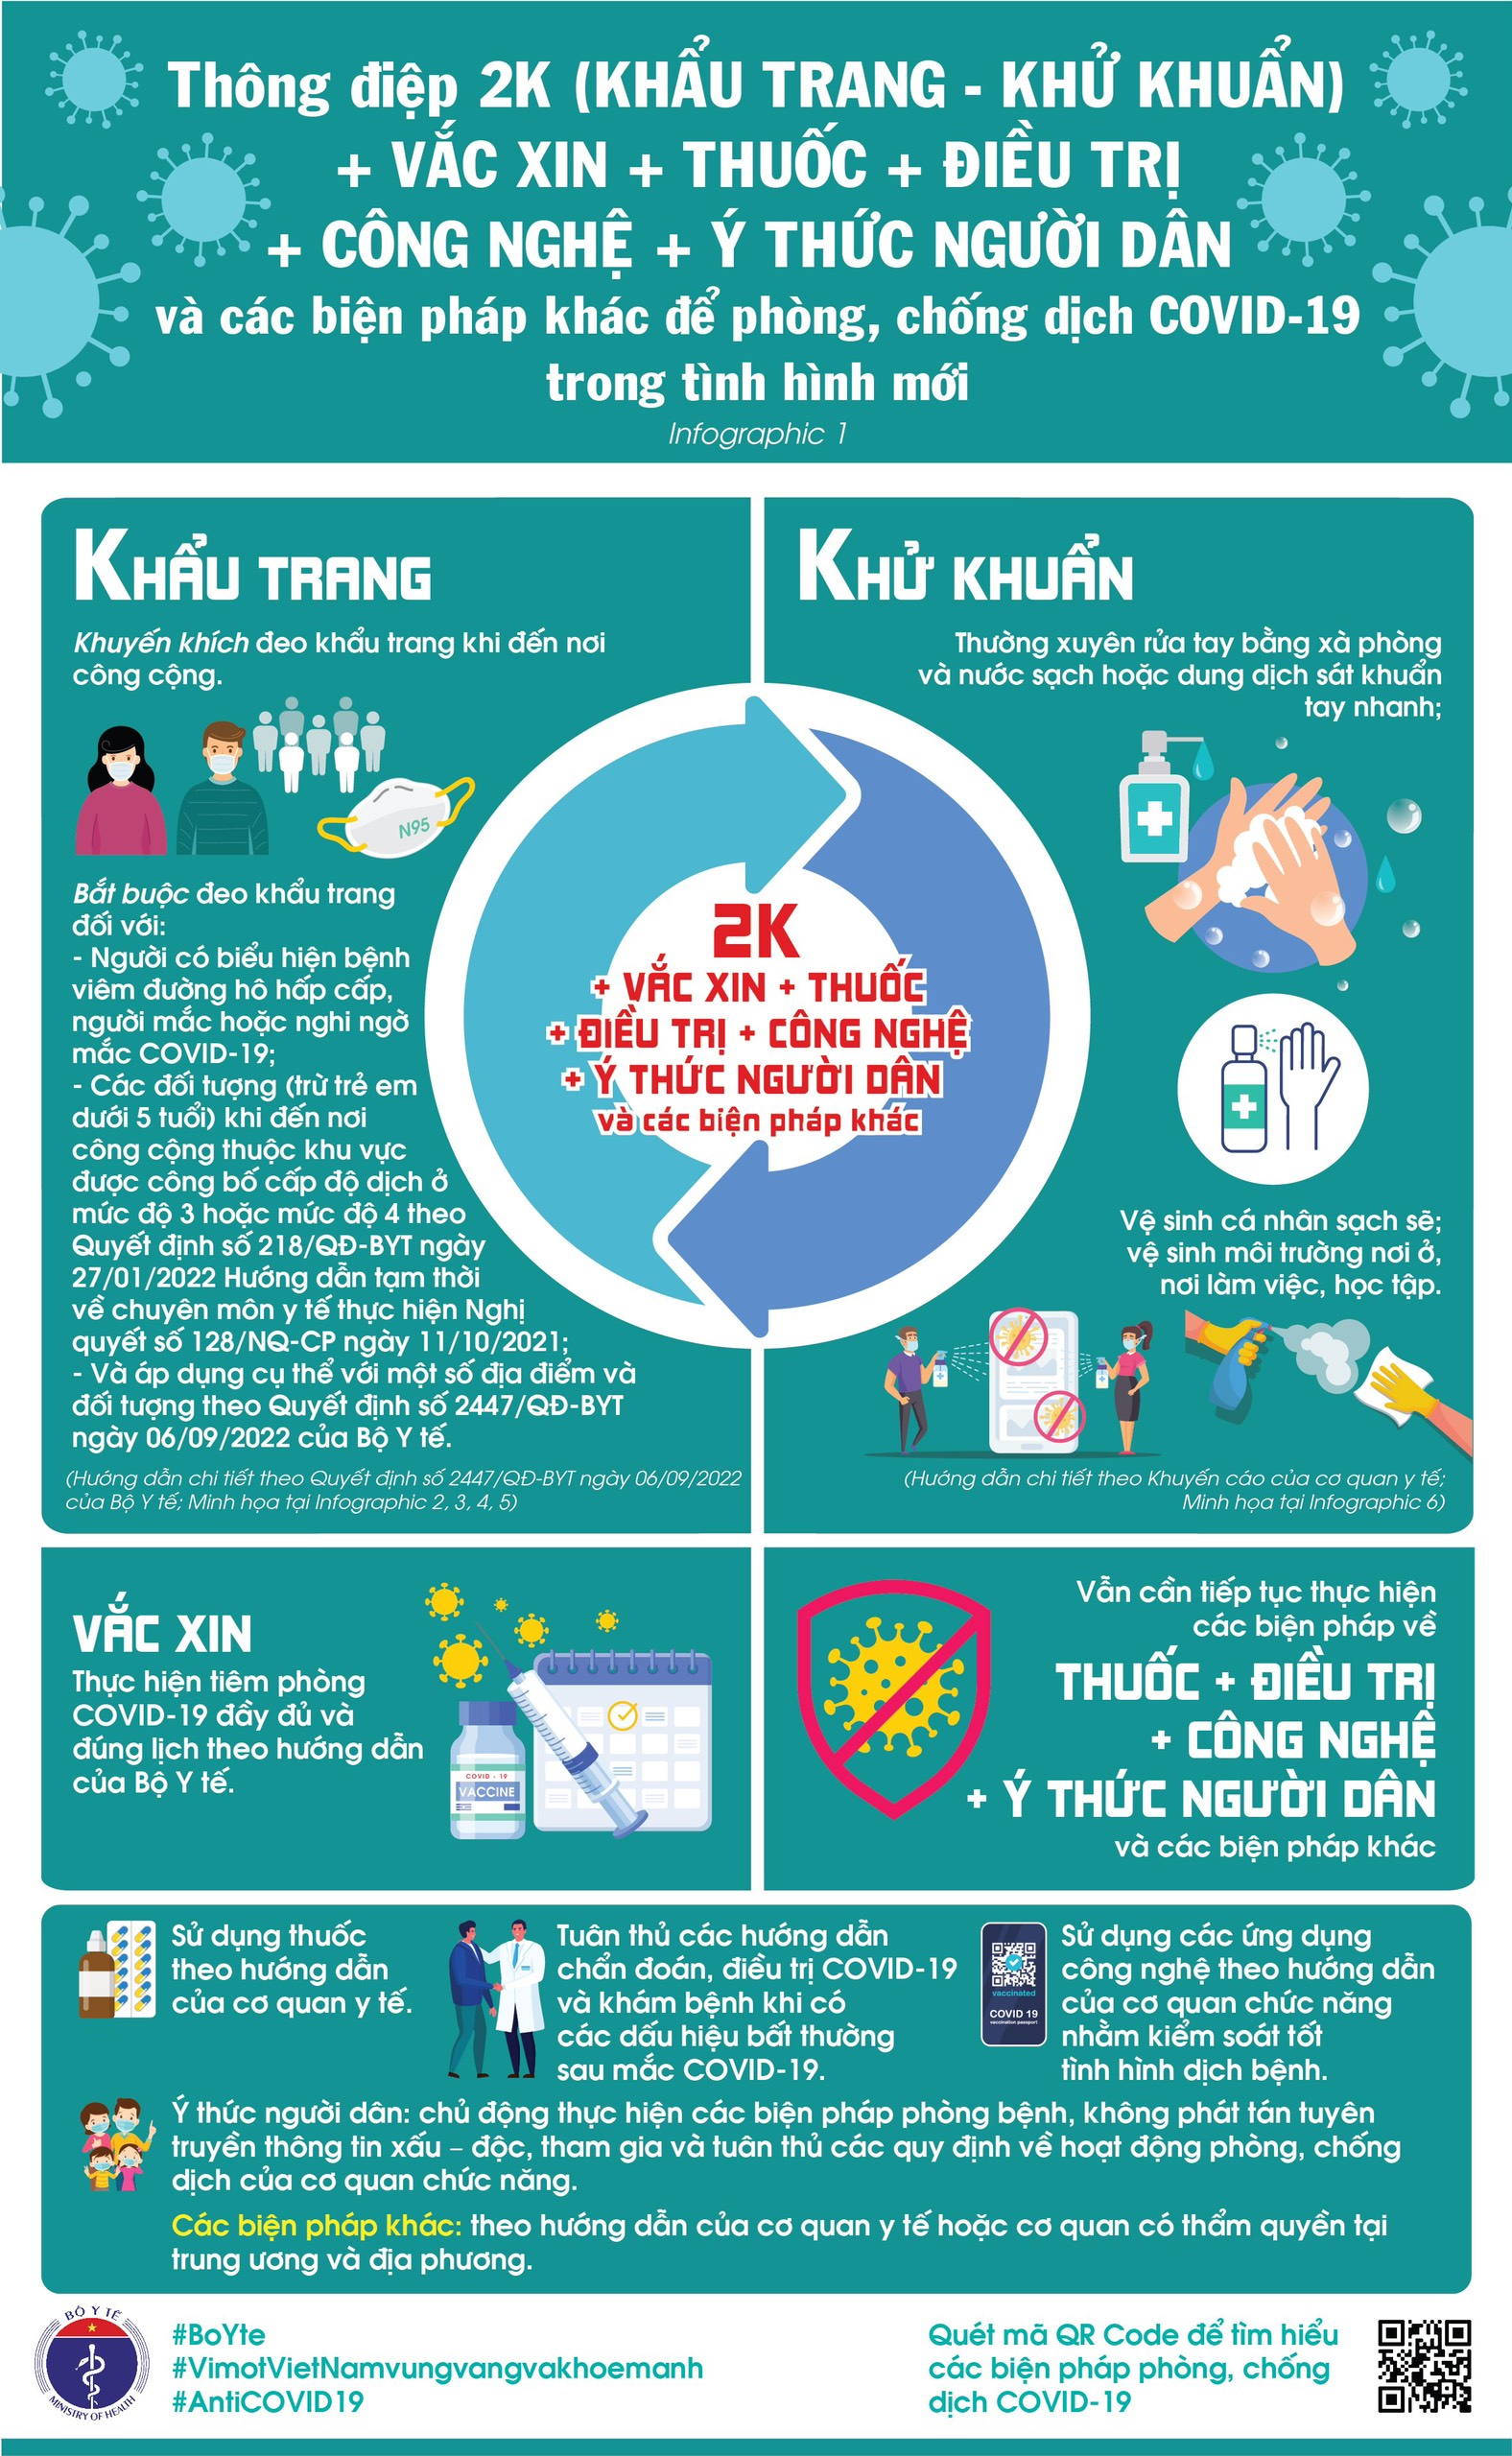 Thông điệp 2K (KHẨU TRANG - KHỬ KHUẨN)
+ VẮC XIN + THUỐC + ĐIỀU TRỊ
+ CÔNG NGHỆ + Ý THỨC NGƯỜI DÂN
và các biện pháp khác để phòng, chống dịch COVID-19
trong tình hình mới
Infographic 1
KHẨU TRANG
Khuyến khích đeo khẩu trang khi đến nơi
công cộng.
N95
Bắt buộc đeo khẩu trang
đối với:
- Người có biểu hiện bệnh
viêm đường hô hấp cấp,
người mắc hoặc nghi ngờ
mắc COVID-19;
- Các đối tượng (trừ trẻ em
dưới 5 tuổi) khi đến nơi
công cộng thuộc khu vực
được công bố cấp độ dịch ở
mức độ 3 hoặc mức độ 4 theo
Quyết định số 218/QĐ-BYT ngày
27/01/2022 Hướng dẫn tạm thời
về chuyên môn y tế thực hiện Nghị
quyết số 128/NQ-CP ngày 11/10/2021;
- Và áp dụng cụ thể với một số địa điểm và
đối tượng theo Quyết định số 2447/QĐ-BYT
ngày 06/09/2022 của Bộ Y tế.
(Hướng dẫn chi tiết theo Quyết định số 2447/QĐ-BYT ngày 06/09/2022
của Bộ Y tế; Minh họa tại Infographic 2, 3, 4, 5)
KHỬ KHUẨN
Thường xuyên rửa tay bằng xà phòng
và nước sạch hoặc dung dịch sát khuẩn
tay nhanh;
Vệ sinh cá nhân sạch sẽ;
vệ sinh môi trường nơi ở,
nơi làm việc, học tập.
(Hướng dẫn chi tiết theo Khuyến cáo của cơ quan y tế;
Minh họa tại Infographic 6)
2K
+ VẮC XIN + THUỐC
+ ĐIỀU TRỊ + CÔNG NGHỆ
+ Ý THỨC NGƯỜI DÂN
và các biện pháp khác
VẮC XIN
Thực hiện tiêm phòng
COVID-19 đầy đủ và
đúng lịch theo hướng dẫn
của Bộ Y tế.
COVID - 19
VACCINE
Vẫn cần tiếp tục thực hiện
các biện pháp về
THUỐC + ĐIỀU TRỊ
+ CÔNG NGHỆ
+ Ý THỨC NGƯỜI DÂN
và các biện pháp khác
Sử dụng thuốc
theo hướng dẫn
của cơ quan y tế.
Tuân thủ các hướng dẫn
chẩn đoán, điều trị COVID-19
và khám bệnh khi có
các dấu hiệu bất thường
sau mắc COVID-19.
vaccinated
COVID 19
vaccination passport
Sử dụng các ứng dụng
công nghệ theo hướng dẫn
của cơ quan chức năng
nhằm kiểm soát tốt
tình hình dịch bệnh.
Ý thức người dân: chủ động thực hiện các biện pháp phòng bệnh, không phát tán tuyên
truyền thông tin xấu – độc, tham gia và tuân thủ các quy định về hoạt động phòng, chống
dịch của cơ quan chức năng.
Các biện pháp khác: theo hướng dẫn của cơ quan y tế hoặc cơ quan có thẩm quyền tại
trung ương và địa phương.
BỘ Y TẾ
MINISTRY OF HEALTH
#BoYte
#VimotVietNamvungvangvakhoemanh
#AntiCOVID19
Quét mã QR Code để tìm hiểu
các biện pháp phòng, chống
dịch COVID-19